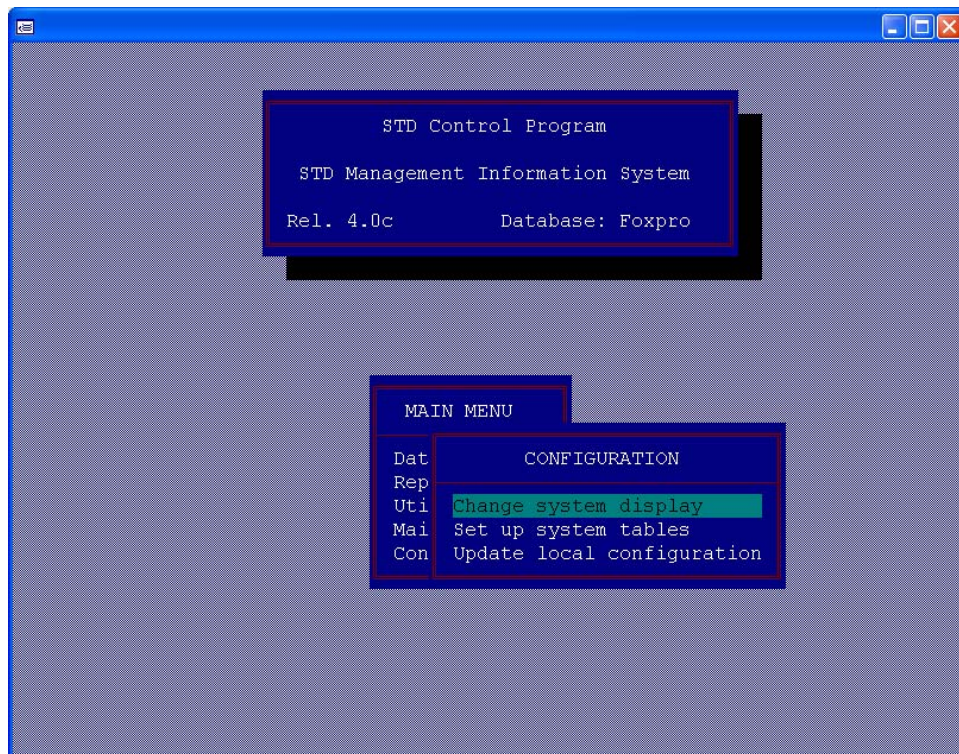 STD Control Program
STD Management Information System
Rel. 4.0c Database: Foxpro
MAIN MENU
Dat
Rep
Uti
Mai
Con
CONFIGURATION
Change system display
Set up system tables
Update local configuration